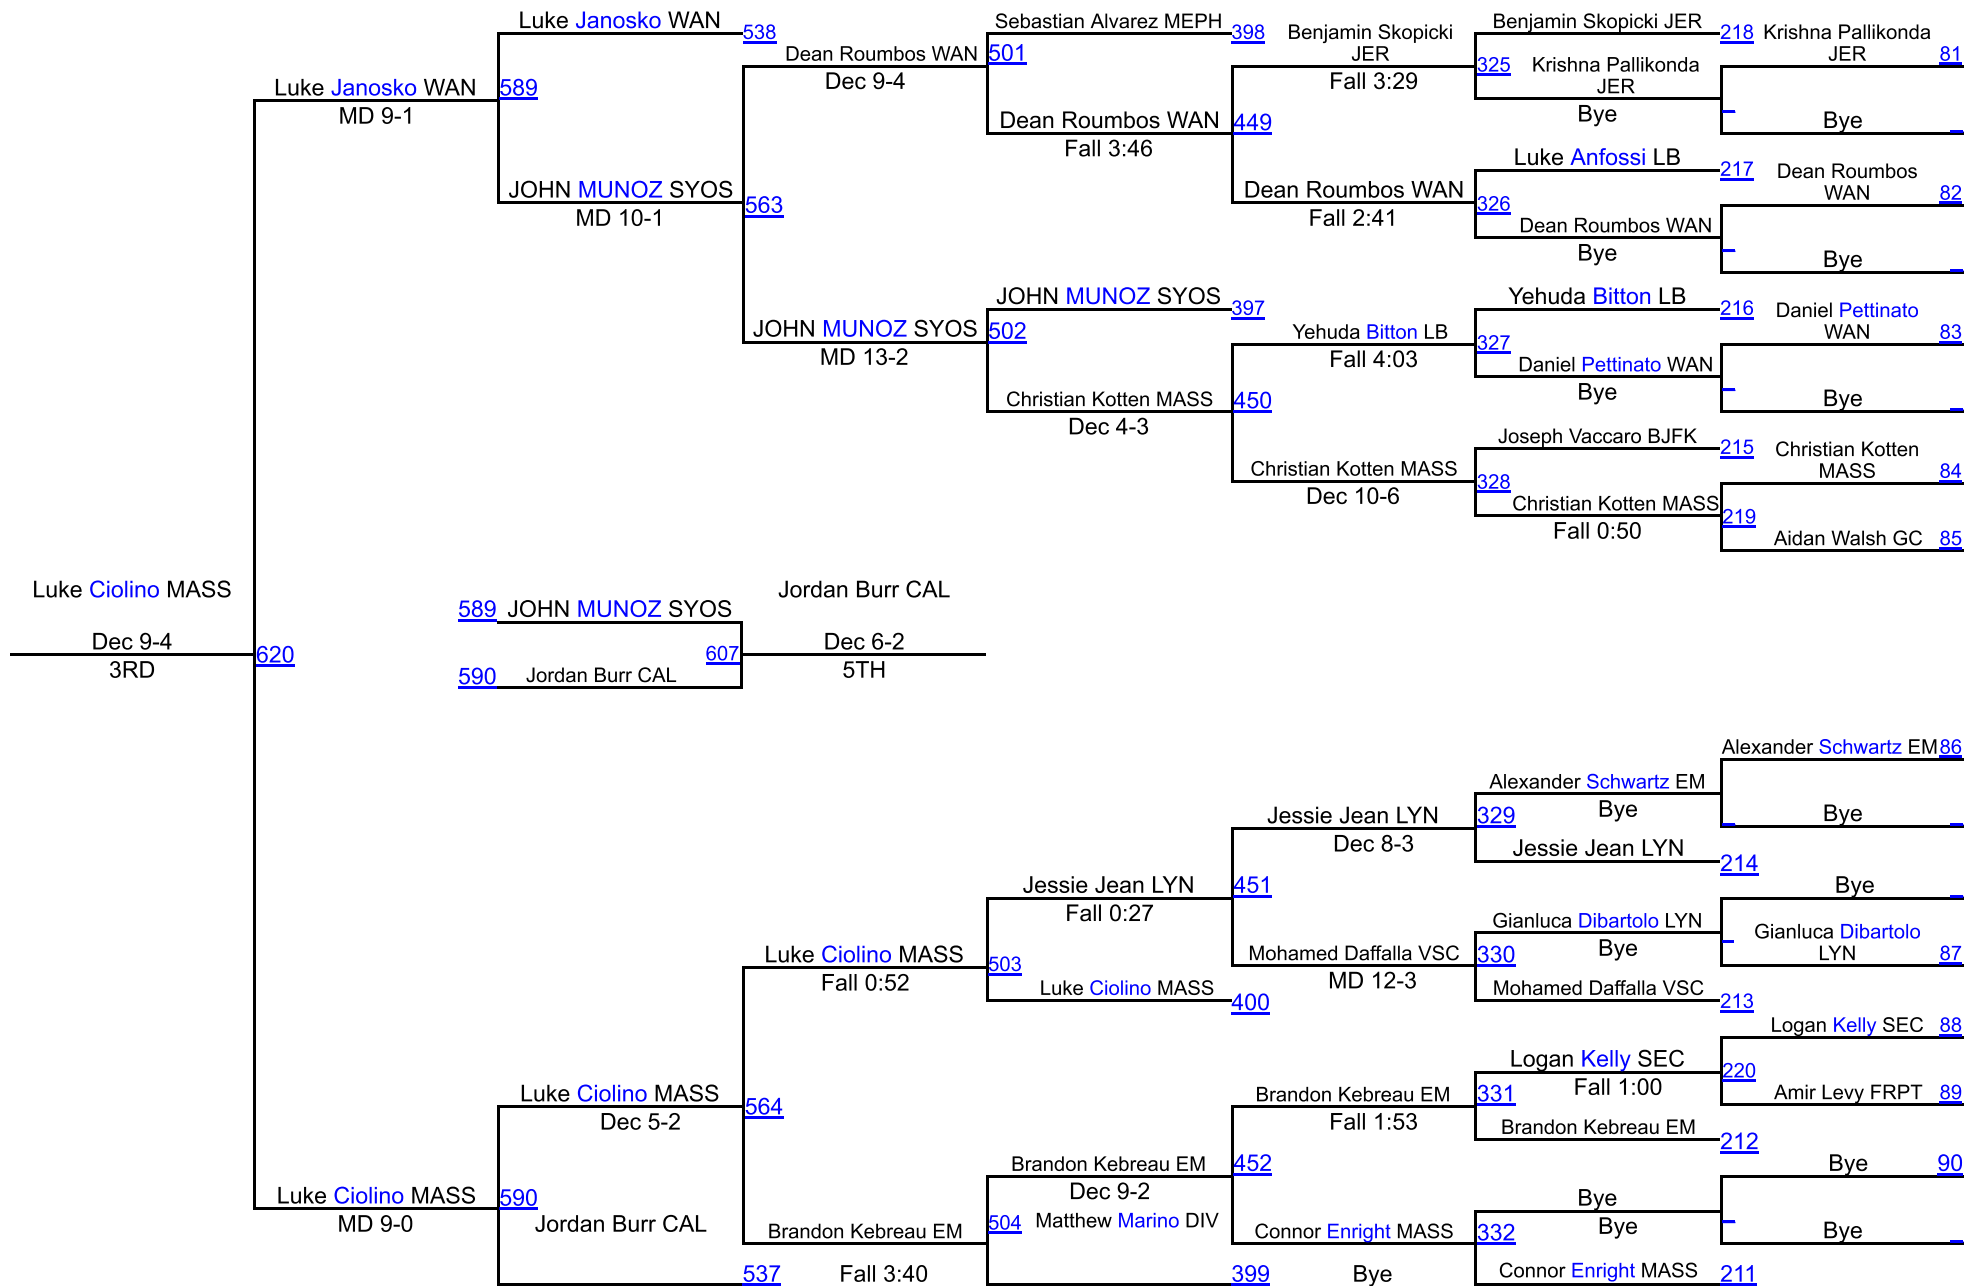 Luke Janosko WAN
538
Sebastian Alvarez MEPH
398
Benjamin Skopicki
JER
Fall 3:29
Benjamin Skopicki JER
218
Krishna Pallikonda
JER
81
Dean Roumbos WAN
Dec 9-4
501
325
Krishna Pallikonda
JER
Bye
Bye
Luke Janosko WAN
MD 9-1
589
Dean Roumbos WAN
Fall 3:46
449
Luke Anfossi LB
217
Dean Roumbos
WAN
82
JOHN MUNOZ SYOS
MD 10-1
563
Dean Roumbos WAN
Fall 2:41
326
Dean Roumbos WAN
Bye
Bye
JOHN MUNOZ SYOS
397
Yehuda Bitton LB
216
Daniel Pettinato
WAN
83
JOHN MUNOZ SYOS
MD 13-2
502
Yehuda Bitton LB
Fall 4:03
327
Daniel Pettinato WAN
Bye
Bye
Christian Kotten MASS
Dec 4-3
450
Joseph Vaccaro BJFK
215
Christian Kotten
MASS
84
Christian Kotten MASS
Dec 10-6
328
Christian Kotten MASS
Fall 0:50
219
Aidan Walsh GC
85
Luke Ciolino MASS
Dec 9-4
3RD
620
589
JOHN MUNOZ SYOS
590
Jordan Burr CAL
607
Jordan Burr CAL
Dec 6-2
5TH
Alexander Schwartz EM
86
Alexander Schwartz EM
Bye
Bye
Jessie Jean LYN
Dec 8-3
329
Jessie Jean LYN
214
Bye
Jessie Jean LYN
Fall 0:27
451
Gianluca Dibartolo LYN
Bye
Gianluca Dibartolo
LYN
87
Luke Ciolino MASS
Fall 0:52
503
Mohamed Daffalla VSC
MD 12-3
330
Luke Ciolino MASS
400
Mohamed Daffalla VSC
213
Logan Kelly SEC
88
Logan Kelly SEC
Fall 1:00
220
Amir Levy FRPT
89
Luke Ciolino MASS
Dec 5-2
564
Brandon Kebreau EM
Fall 1:53
331
Brandon Kebreau EM
212
Brandon Kebreau EM
Dec 9-2
452
Bye
90
Luke Ciolino MASS
MD 9-0
590
Jordan Burr CAL
537
Brandon Kebreau EM
Fall 3:40
504
Matthew Marino DIV
399
Connor Enright MASS
Bye
332
Bye
Bye
Bye
Connor Enright MASS
211